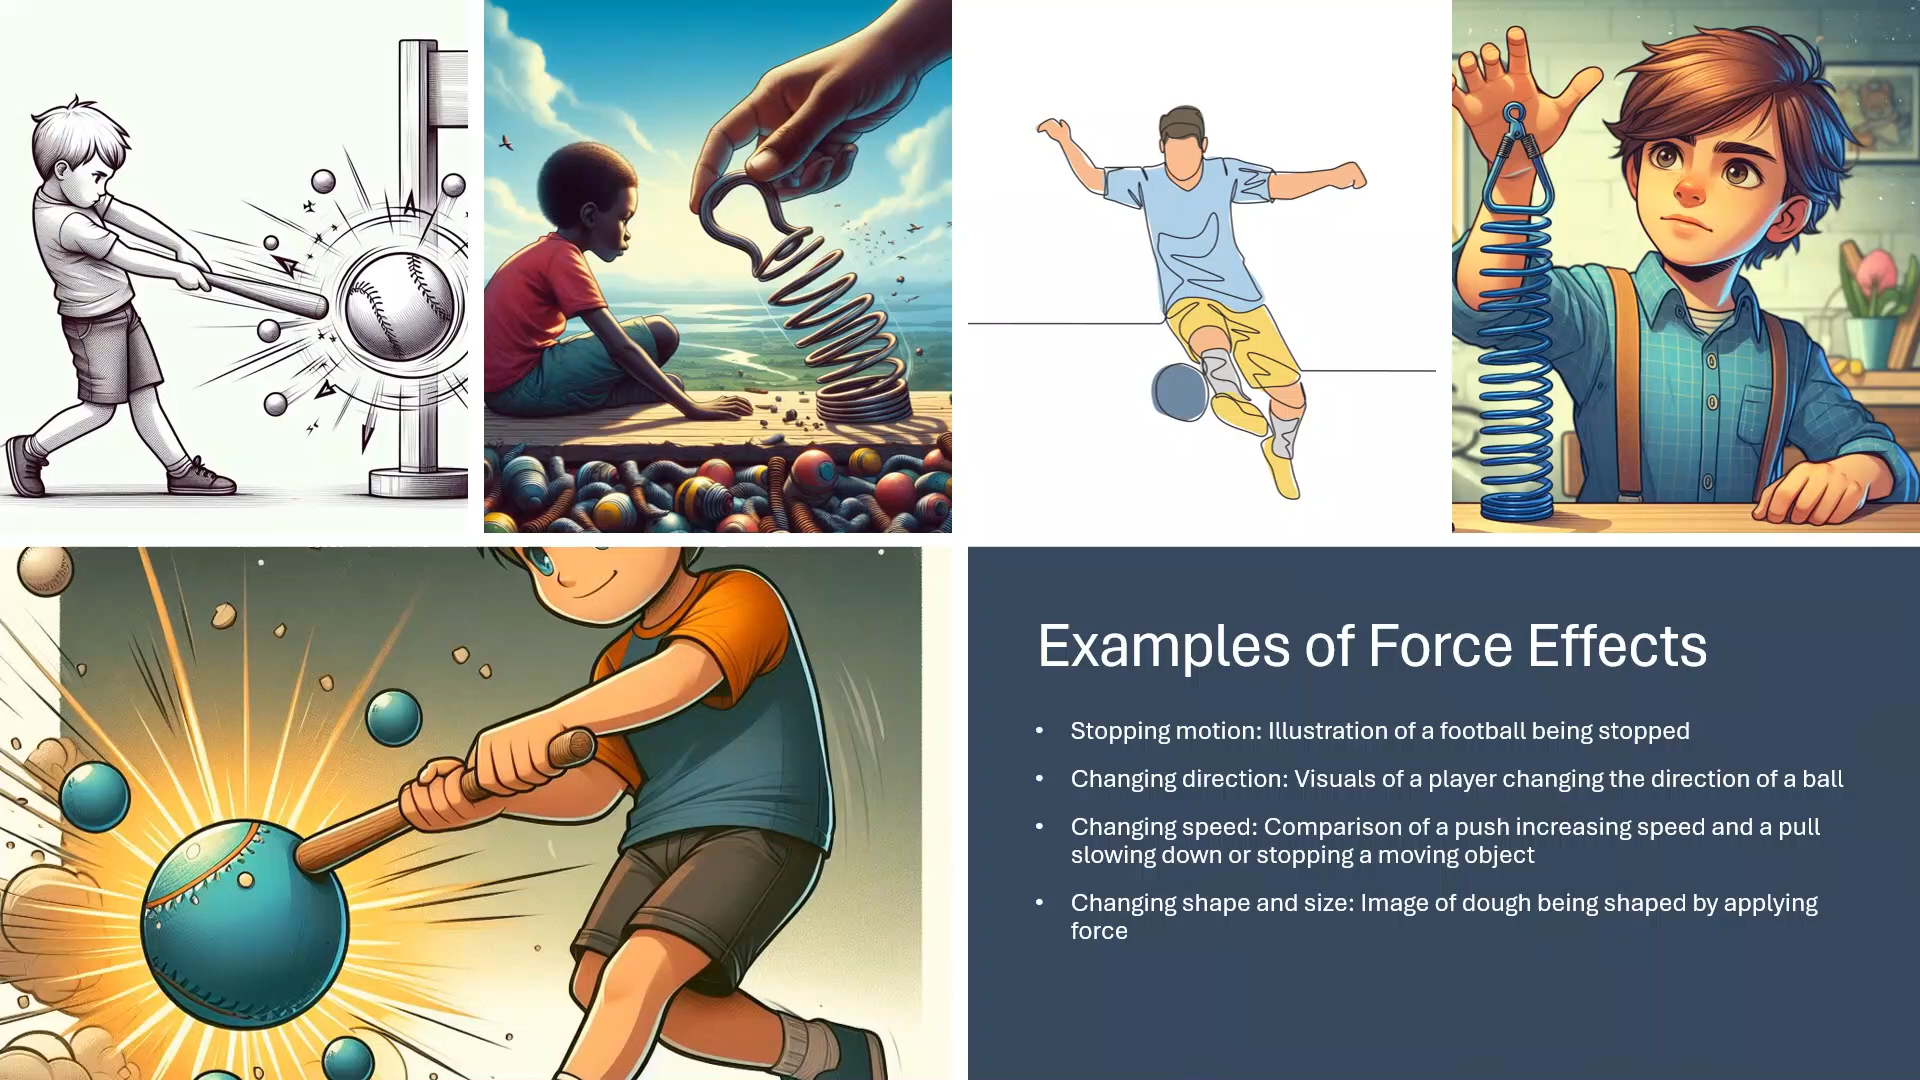 Examples of Force Effects
• Stopping motion: Illustration of a football being stopped
• Changing direction: Visuals of a player changing the direction of a ball
• Changing speed: Comparison of a push increasing speed and a pull
slowing down or stopping a moving object
• Changing shape and size: Image of dough being shaped by applying
force